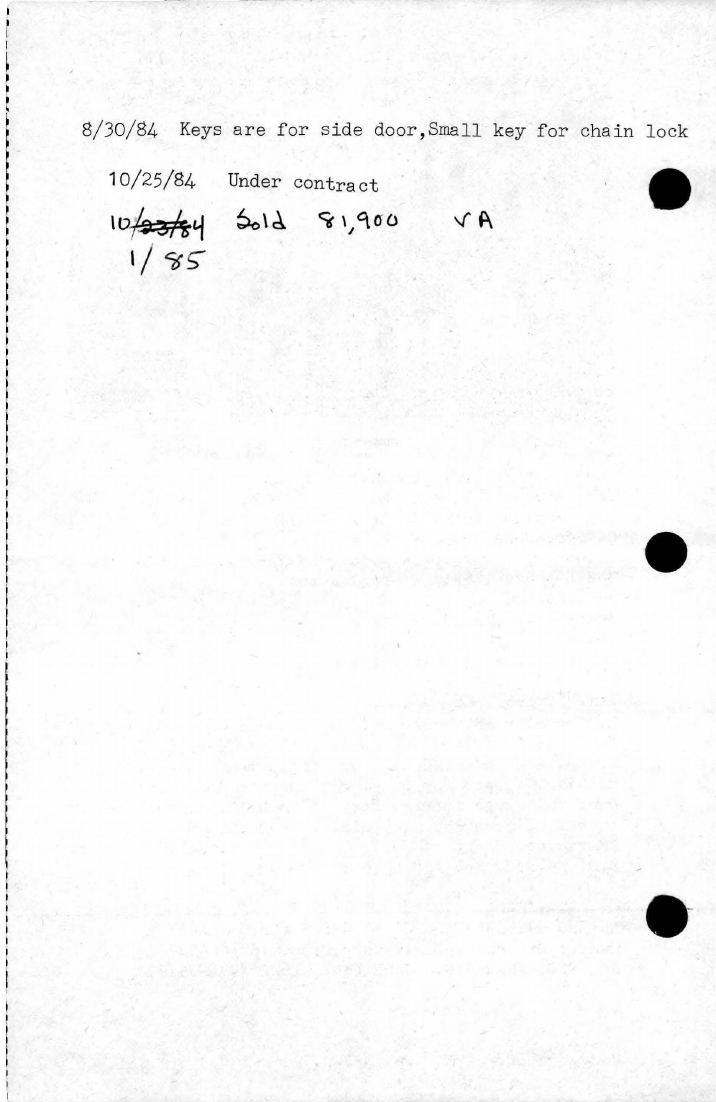 8/30/84 Keys are for side door,Small key for chain lock
10/25/84 Under contract
10/23/84 Sold 81,900 VA
1/85